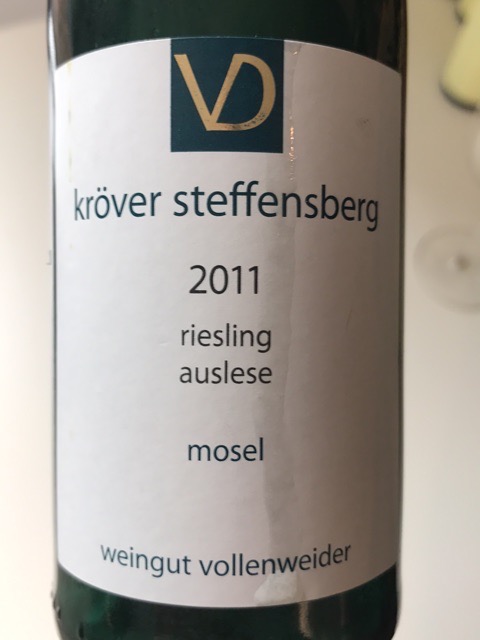 VD
kröver steffensberg
2011
riesling
auslese
mosel
weingut vollenweider